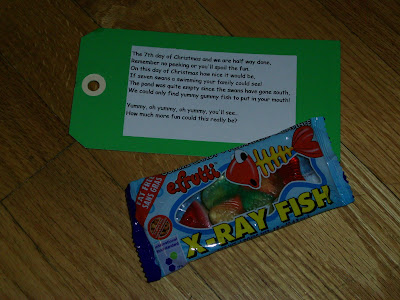 The 7th day of Christmas and we are half way done,
Remember no peeking or you'll spoil the fun.
On this day of Christmas how nice it would be,
If seven swans a swimming your family could see!
The pond was quite empty since the swans have gone south,
We could only find yummy gummy fish to put in your mouth!
Yummy, oh yummy, oh yummy, you'll see..
How much more fun could this really be?
FAT FREE
SANS GRAS
efrutti
X-RAY FISH